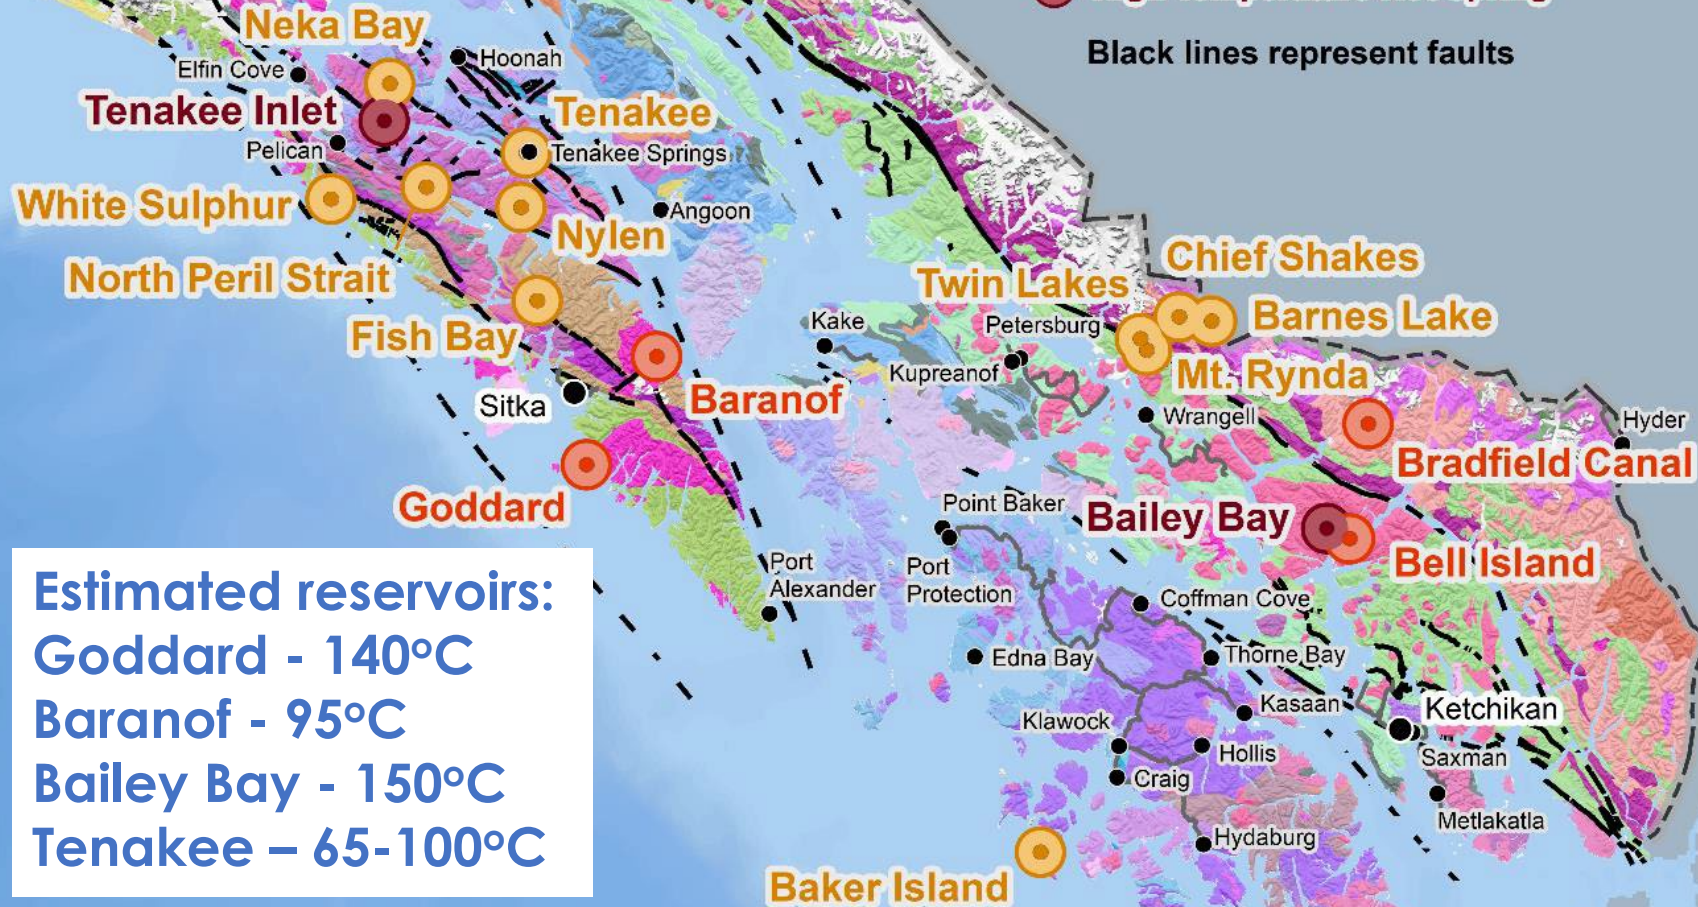 Black lines represent faults
Neka Bay
Elfin Cove
Hoonah
Tenakee Inlet
Tenakee
Pelican
Tenakee Springs
White Sulphur
Angoon
Nylen
North Peril Strait
Chief Shakes
Twin Lakes
Fish Bay
Kake
Petersburg
Barnes Lake
Kupreanof
Mt. Rynda
Sitka
Baranof
Wrangell
Hyder
Bradfield Canal
Goddard
Point Baker
Bailey Bay
Bell Island
Port
Alexander
Port
Protection
Coffman Cove
Edna Bay
Thorne Bay
Klawock
Kasaan
Ketchikan
Hollis
Saxman
Craig
Metlakatla
Hydaburg
Baker Island
Estimated reservoirs:
Goddard - 140°C
Baranof - 95°C
Bailey Bay - 150°C
Tenakee – 65-100°C